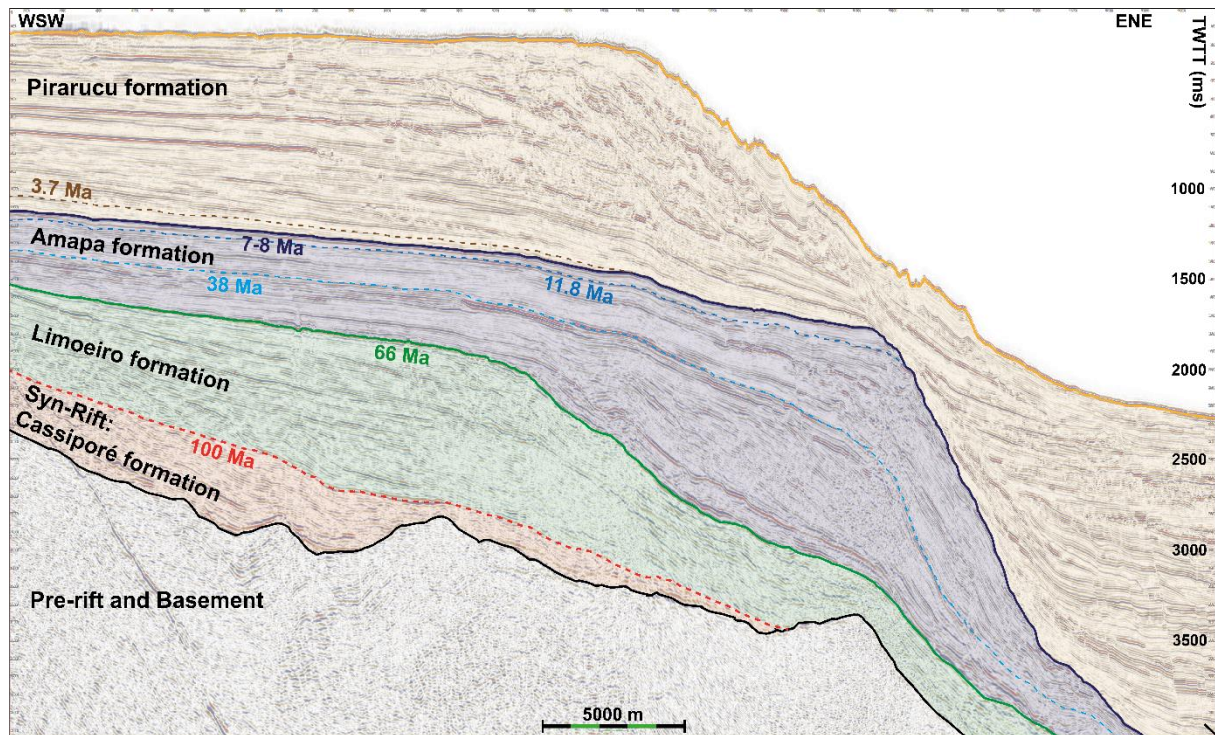 WSW
ENE
TWTT (ms)
Pirarucu formation
1000
3.7 Ma
Amapa formation
7-8 Ma
1500
38 Ma
11.8 Ma
Limoeiro formation
66 Ma
2000
Syn-Rift:
Cassiporé formation
100 Ma
2500
3000
Pre-rift and Basement
3500
5000 m